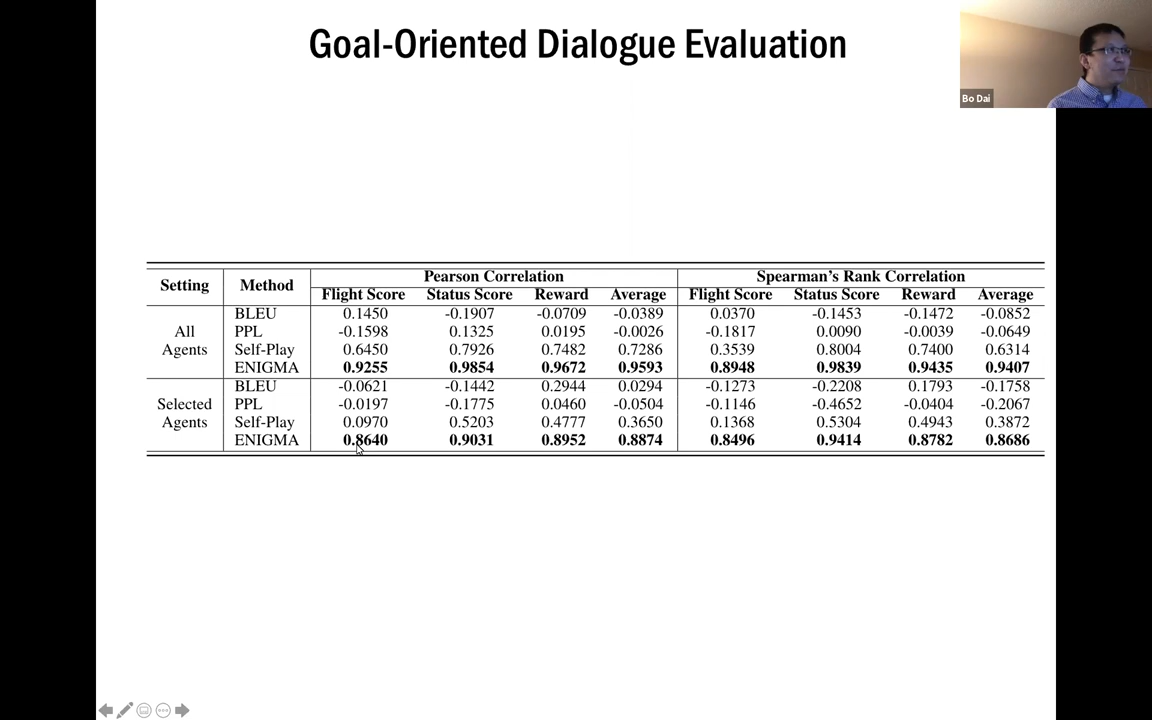 Goal-Oriented Dialogue Evaluation
Bo Dai
Setting Method Pearson Correlation Spearman's Rank Correlation
Flight Score Status Score Reward Average Flight Score Status Score Reward Average
All Agents
BLEU 0.1450 -0.1907 -0.0709 -0.0389 0.0370 -0.1453 -0.1472 -0.0852
PPL -0.1598 0.1325 0.0195 -0.0026 -0.1817 0.0090 -0.0039 -0.0649
Self-Play 0.6450 0.7926 0.7482 0.7286 0.3539 0.8004 0.7400 0.6314
ENIGMA 0.9255 0.9854 0.9672 0.9593 0.8948 0.9839 0.9435 0.9407
Selected Agents
BLEU -0.0621 -0.1442 0.2944 0.0294 -0.1273 -0.2208 0.1793 -0.1758
PPL -0.0197 -0.1775 0.0460 -0.0504 -0.1146 -0.4652 -0.0404 -0.2067
Self-Play 0.0970 0.5203 0.4777 0.3650 0.1368 0.5304 0.4943 0.3872
ENIGMA 0.8640 0.9031 0.8952 0.8874 0.8496 0.9414 0.8782 0.8686